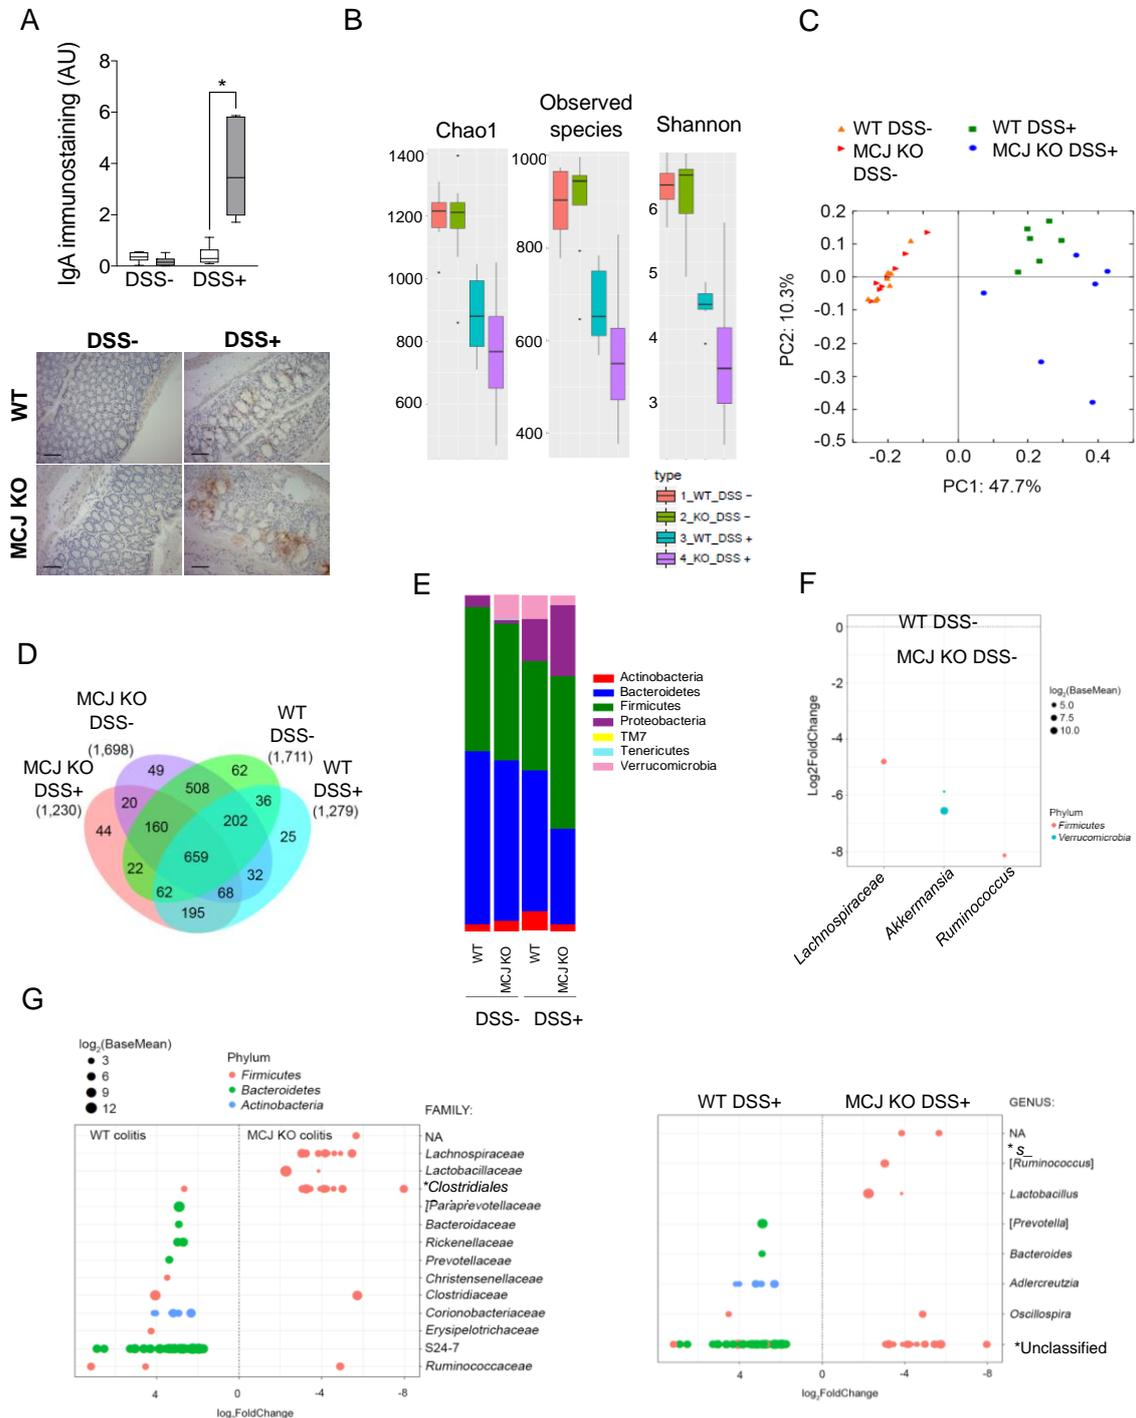 A
IgA immunostaining (AU)
8
6
4
2
0
*
DSS-
DSS+
DSS-
DSS+
WT
MCJ KO
B
Chao1
Observed
species
Shannon
1400
1200
1000
800
600
1000
800
600
400
6
5
4
3
type
1_WT_DSS -
2_KO_DSS -
3_WT_DSS +
4_KO_DSS +
C
WT DSS-
WT DSS+
MCJ KO
DSS-
MCJ KO DSS+
PC2: 10.3%
0.2
0.1
0.0
-0.1
-0.2
-0.3
-0.4
-0.5
-0.2
0.0
0.2
0.4
PC1: 47.7%
D
MCJ KO
DSS-
(1,698)
WT
DSS-
(1,711)
MCJ KO
DSS+
(1,230)
WT
DSS+
(1,279)
49
62
20
508
36
44
160
202
25
659
22
32
62
68
195
E
Actinobacteria
Bacteroidetes
Firmicutes
Proteobacteria
TM7
Tenericutes
Verrucomicrobia
WT
MCJ KO
WT
MCJ KO
DSS-
DSS+
F
WT DSS-
MCJ KO DSS-
Log2FoldChange
0
-2
-4
-6
-8
Lachnospiraceae
Akkermansia
Ruminococcus
log2(BaseMean)
5.0
7.5
10.0
Phylum
Firmicutes
Verrucomicrobia
G
log2(BaseMean)
3
6
9
12
Phylum
Firmicutes
Bacteroidetes
Actinobacteria
FAMILY:
WT colitis
MCJ KO colitis
NA
Lachnospiraceae
Lactobacillaceae
*Clostridiales
[Paraprevotellaceae
Bacteroidaceae
Rickenellaceae
Prevotellaceae
Christensenellaceae
Clostridiaceae
Corionobacteriaceae
Erysipelotrichaceae
S24-7
Ruminococcaceae
4
0
-4
-8
log2FoldChange
WT DSS+
MCJ KO DSS+
GENUS:
NA
* s_
[Ruminococcus]
Lactobacillus
[Prevotella]
Bacteroides
Adlercreutzia
Oscillospira
*Unclassified
4
0
-4
-8
log2FoldChange